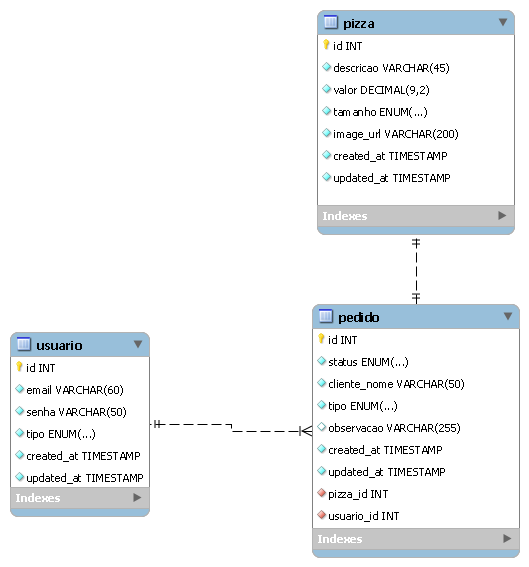 pizza
id INT
descricao VARCHAR(45)
valor DECIMAL(9,2)
tamanho ENUM(...)
image_url VARCHAR(200)
created_at TIMESTAMP
updated_at TIMESTAMP
Indexes
usuario
id INT
email VARCHAR(60)
senha VARCHAR(50)
tipo ENUM(...)
created_at TIMESTAMP
updated_at TIMESTAMP
Indexes
pedido
id INT
status ENUM(...)
cliente_nome VARCHAR(50)
tipo ENUM(...)
observacao VARCHAR(255)
created_at TIMESTAMP
updated_at TIMESTAMP
pizza_id INT
usuario_id INT
Indexes